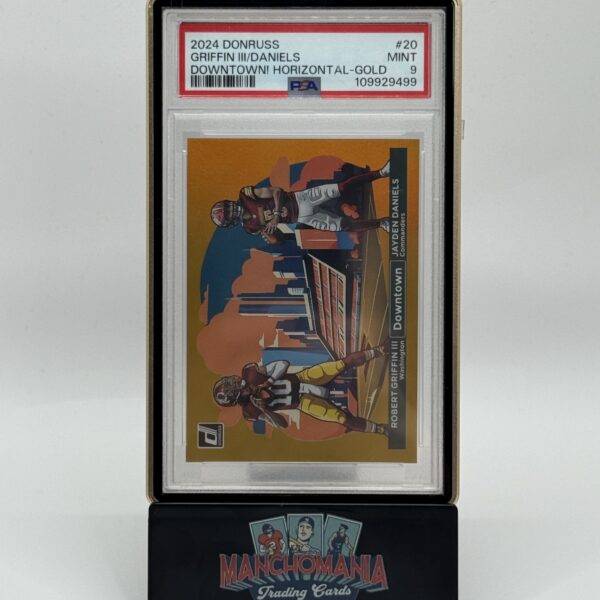 2024 DONRUSS #20
GRIFFIN III/DANIELS MINT
DOWNTOWN! HORIZONTAL-GOLD 9
PSA 109929499
JAYDEN DANIELS
Commanders
Downtown
ROBERT GRIFFIN III
Washington
MANCHOMANIA
Trading Cards